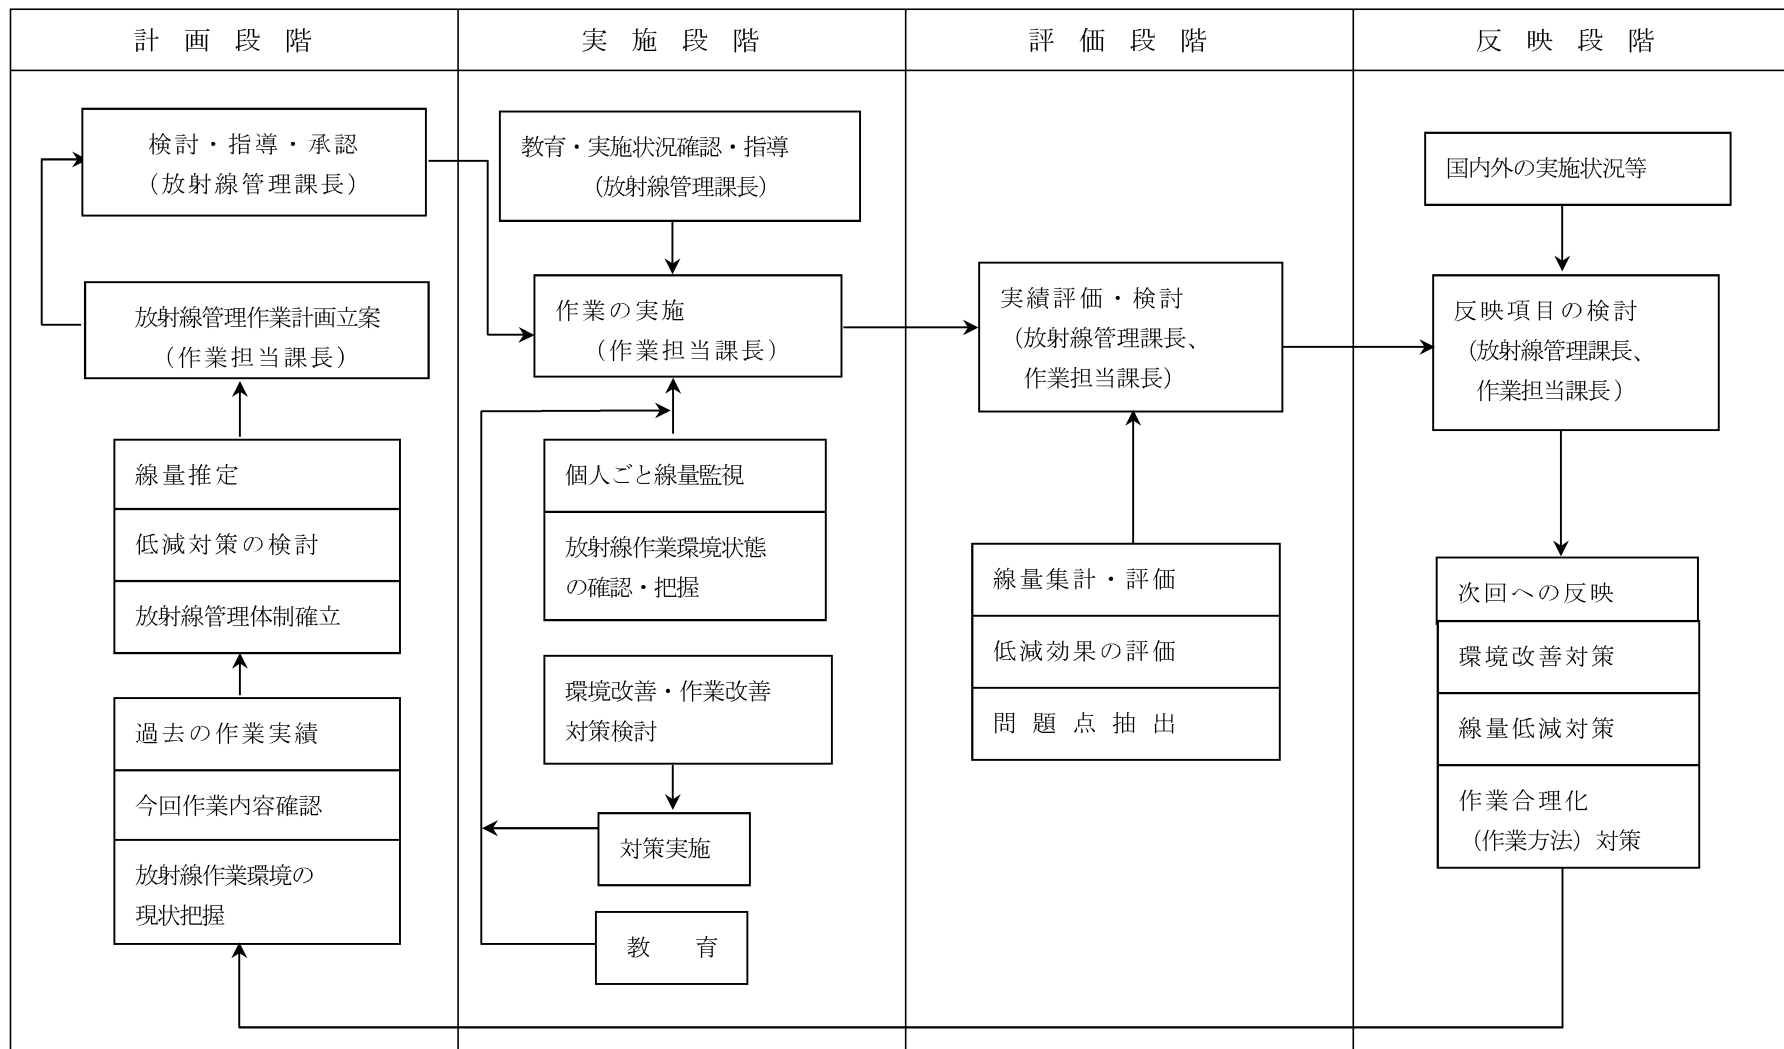 計画段階
検討・指導・承認
(放射線管理課長)
放射線管理作業計画立案
(作業担当課長)
線量推定
低減対策の検討
放射線管理体制確立
過去の作業実績
今回作業内容確認
放射線作業環境の
現状把握
実施段階
教育・実施状況確認・指導
(放射線管理課長)
作業の実施
(作業担当課長)
個人ごと線量監視
放射線作業環境状態
の確認・把握
環境改善・作業改善
対策検討
対策実施
教　育
評価段階
実績評価・検討
(放射線管理課長、
作業担当課長)
線量集計・評価
低減効果の評価
問題点抽出
反映段階
国内外の実施状況等
反映項目の検討
(放射線管理課長、
作業担当課長)
次回への反映
環境改善対策
線量低減対策
作業合理化
(作業方法)対策